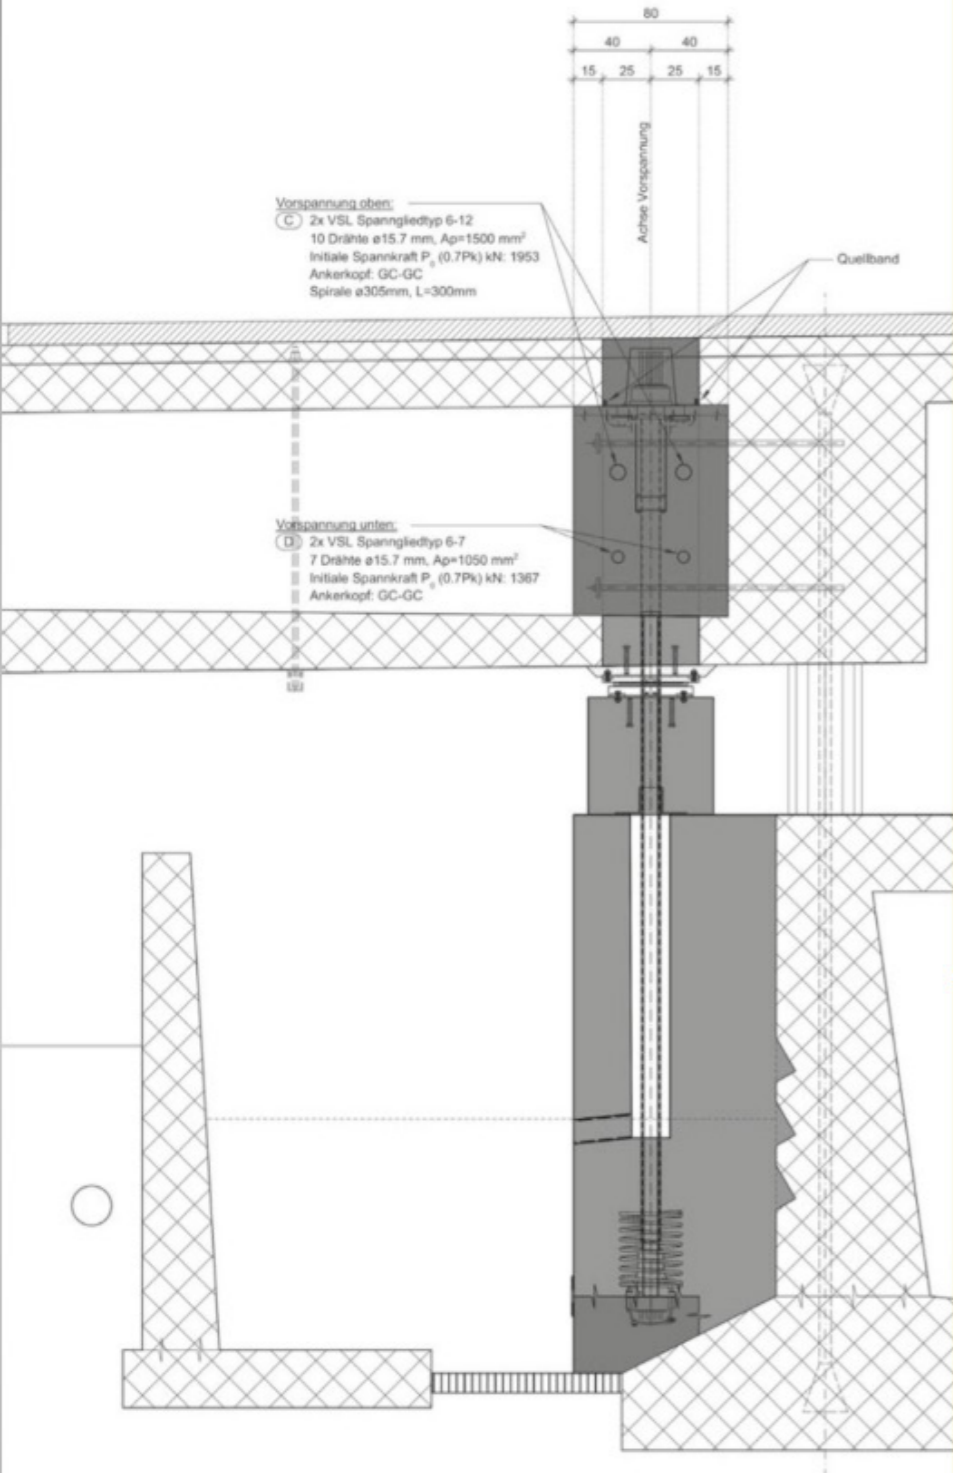 80
40 40
15 25 25 15
Achse Vorspannung
Vorspannung oben:
C 2x VSL Spanngliedtyp 6-12
10 Drähte ø15.7 mm, Ap=1500 mm²
Initiale Spannkraft P₀ (0.7Pk) kN: 1953
Ankerkopf: GC-GC
Spirale ø305mm, L=300mm
Quellband
Vorspannung unten:
D 2x VSL Spanngliedtyp 6-7
7 Drähte ø15.7 mm, Ap=1050 mm²
Initiale Spannkraft P₀ (0.7Pk) kN: 1367
Ankerkopf: GC-GC